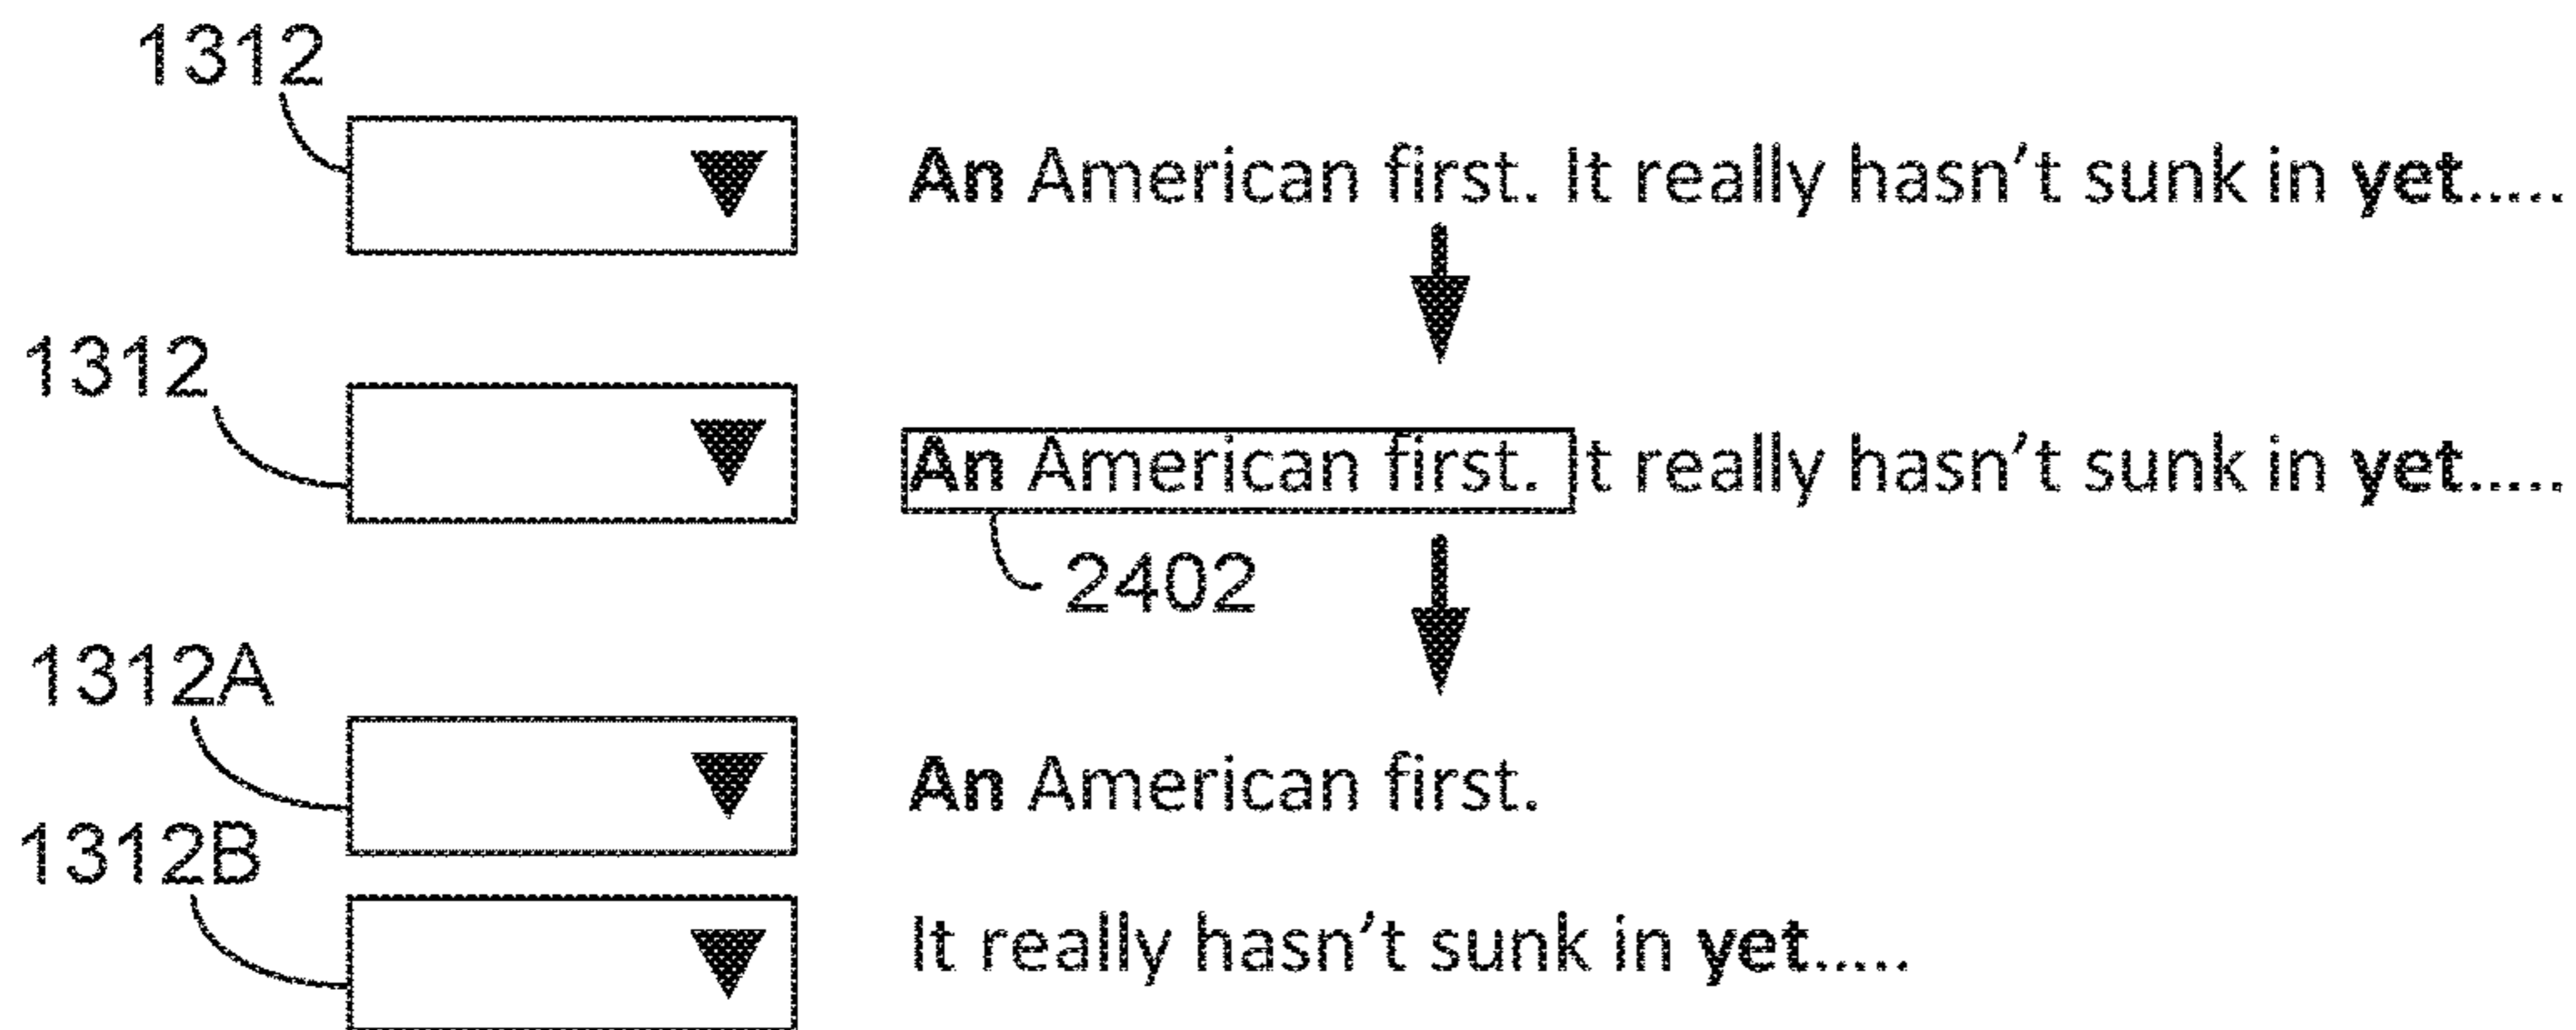 1312
An American first. It really hasn't sunk in yet.....
1312
An American first. It really hasn't sunk in yet.....
2402
1312A
An American first.
1312B
It really hasn't sunk in yet.....